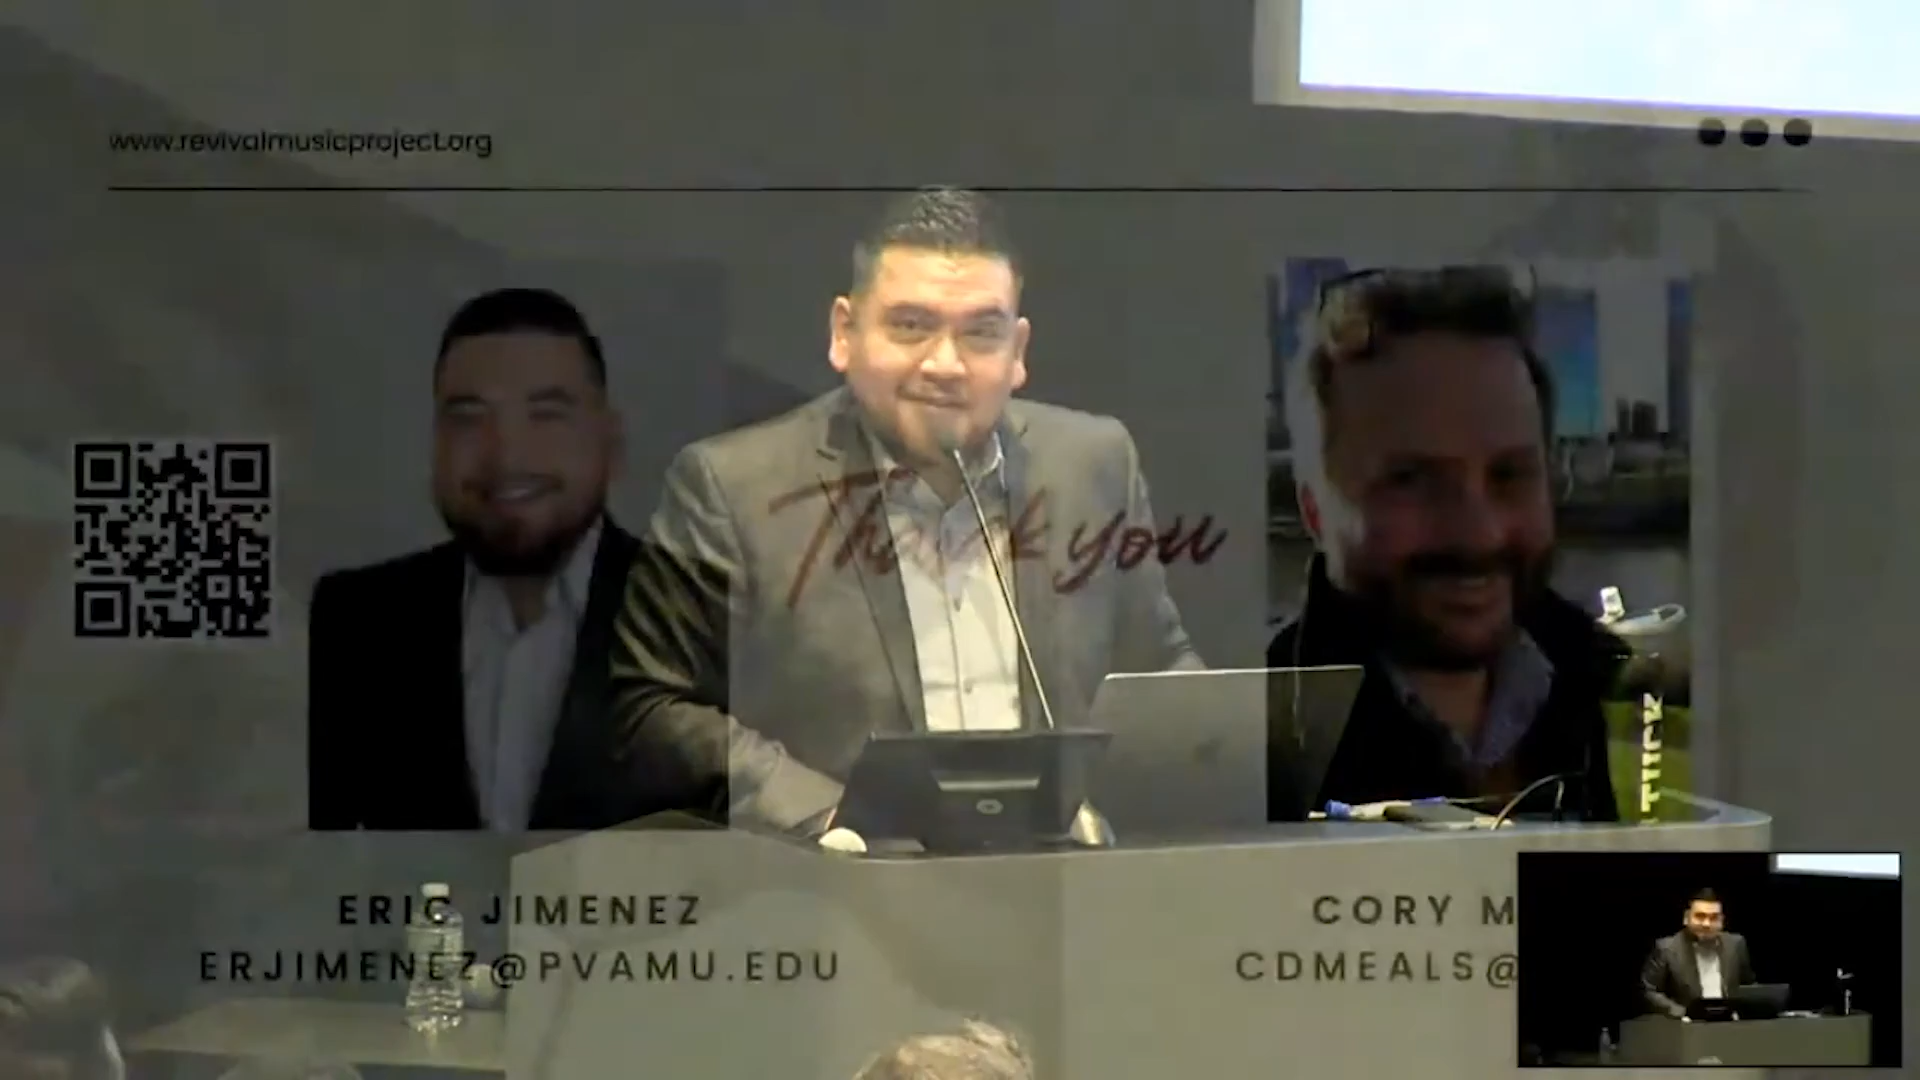 www.revivalmusicproject.org
Thank you
ERIC JIMENEZ
ERJIMENEZ@PVAMU.EDU
CORY M
CDMEALS@